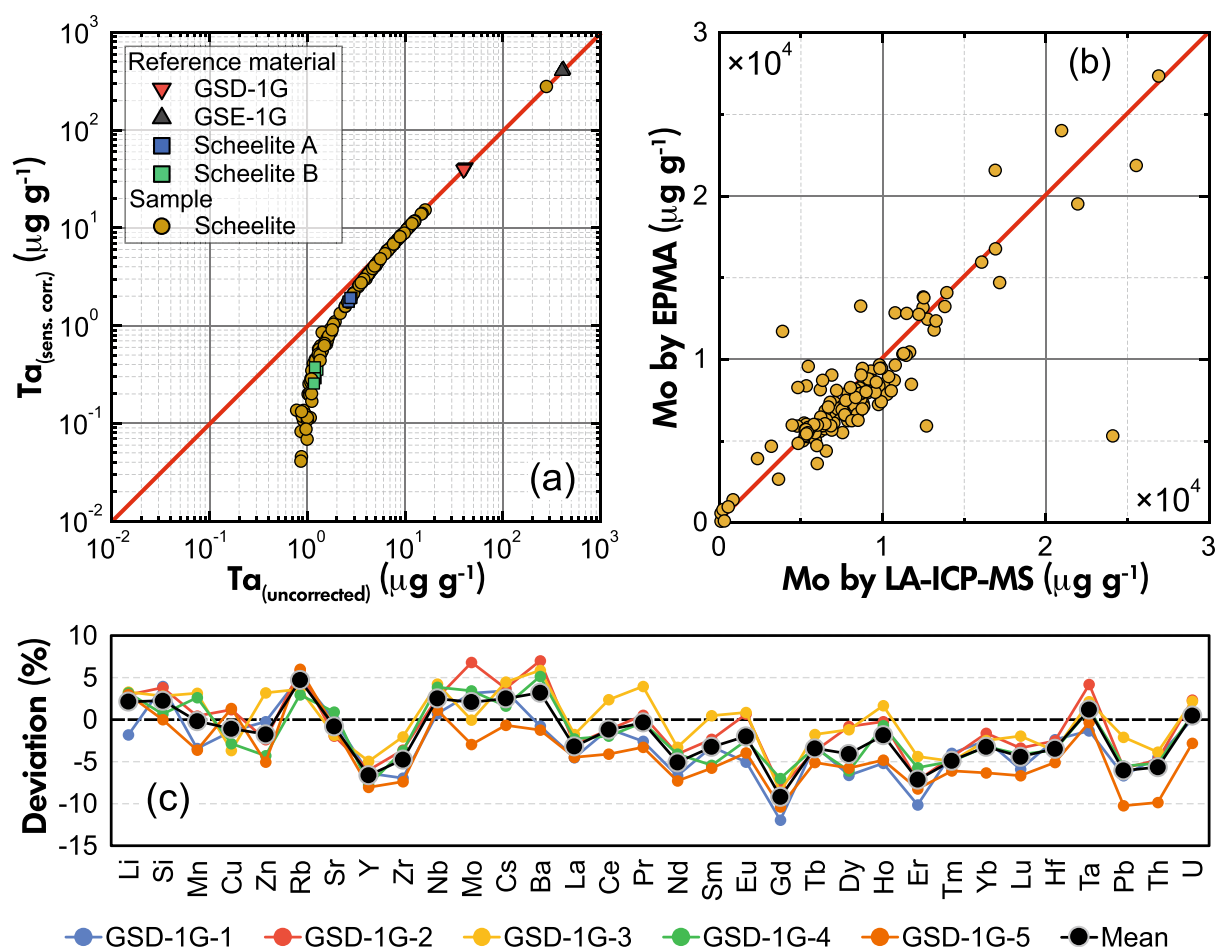 10³
10²
10¹
10⁰
10⁻¹
10⁻²
Ta(sens. corr.) (μg g⁻¹)
Reference material
GSD-1G
GSE-1G
Scheelite A
Scheelite B
Sample
Scheelite
(a)
10⁻² 10⁻¹ 10⁰ 10¹ 10² 10³
Ta(uncorrected) (μg g⁻¹)
3
2
1
0
Mo by EPMA (μg g⁻¹)
×10⁴
(b)
×10⁴
0 1 2 3
Mo by LA-ICP-MS (μg g⁻¹)
10
5
0
-5
-10
-15
Deviation (%)
(c)
Li Si Mn Cu Zn Rb Sr Y Zr Nb Mo Cs Ba La Ce Pr Nd Sm Eu Gd Tb Dy Ho Er Tm Yb Lu Hf Ta Pb Th U
GSD-1G-1 GSD-1G-2 GSD-1G-3 GSD-1G-4 GSD-1G-5 Mean